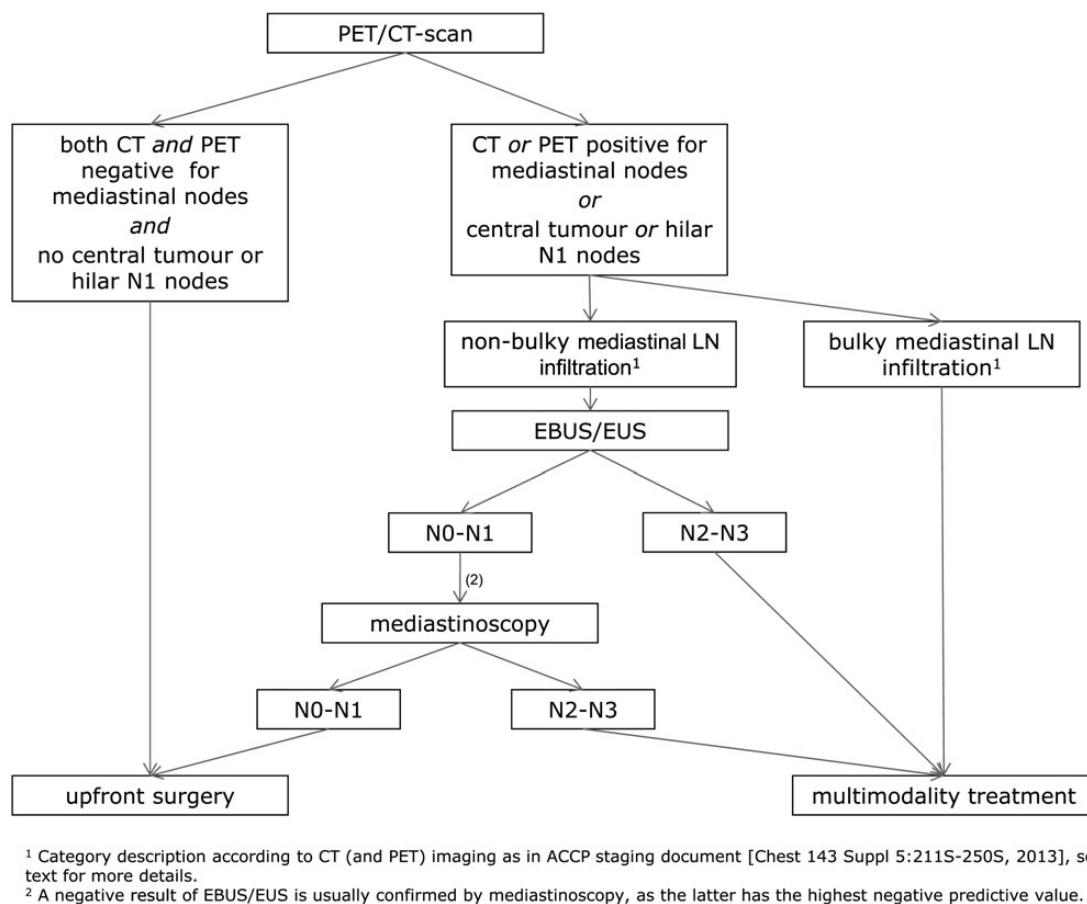 PET/CT-scan
both CT and PET
negative for
mediastinal nodes
and
no central tumour or
hilar N1 nodes
CT or PET positive for
mediastinal nodes
or
central tumour or hilar
N1 nodes
non-bulky mediastinal LN
infiltration¹
bulky mediastinal LN
infiltration¹
EBUS/EUS
N0-N1
N2-N3
(2)
mediastinoscopy
N0-N1
N2-N3
upfront surgery
multimodality treatment
¹ Category description according to CT (and PET) imaging as in ACCP staging document [Chest 143 Suppl 5:211S-250S, 2013],
text for more details.
² A negative result of EBUS/EUS is usually confirmed by mediastinoscopy, as the latter has the highest negative predictive value.